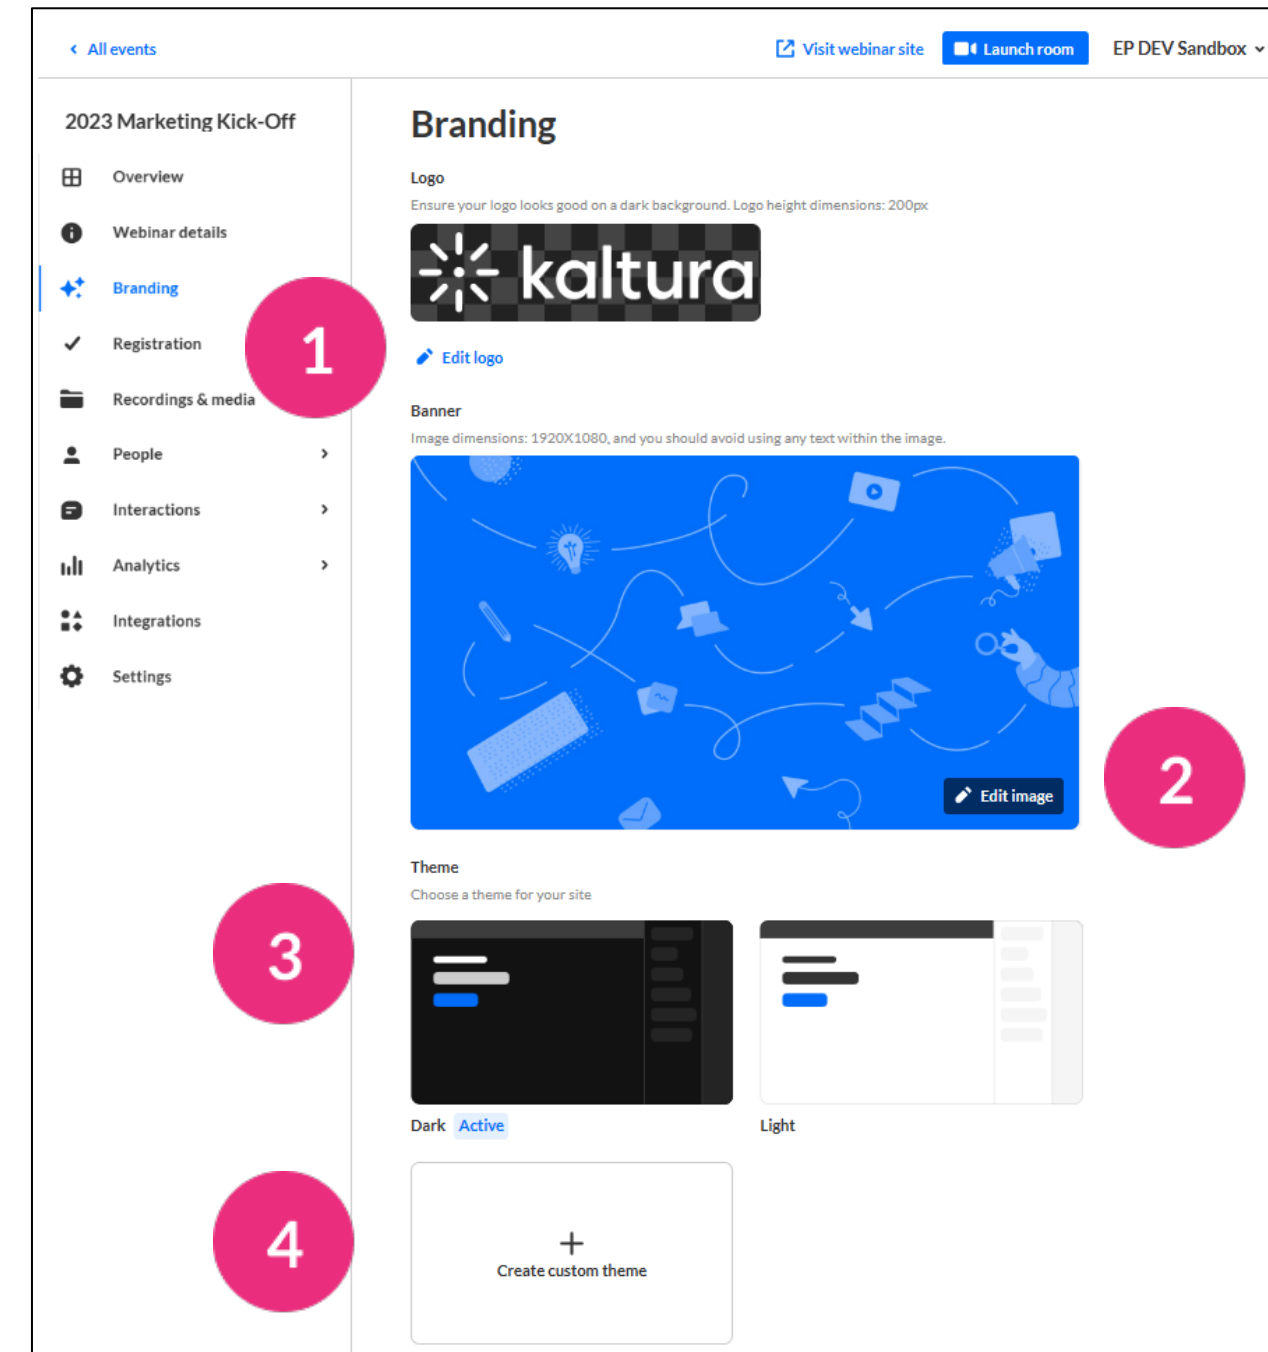 All events
Visit webinar site
Launch room
EP DEV Sandbox
2023 Marketing Kick-Off
Overview
Webinar details
Branding
Registration
Recordings & media
People
Interactions
Analytics
Integrations
Settings
1
Branding
Logo
Ensure your logo looks good on a dark background. Logo height dimensions: 200px
kaltura
Edit logo
Banner
Image dimensions: 1920X1080, and you should avoid using any text within the image.
Edit image
2
Theme
Choose a theme for your site
3
Dark Active
Light
4
Create custom theme